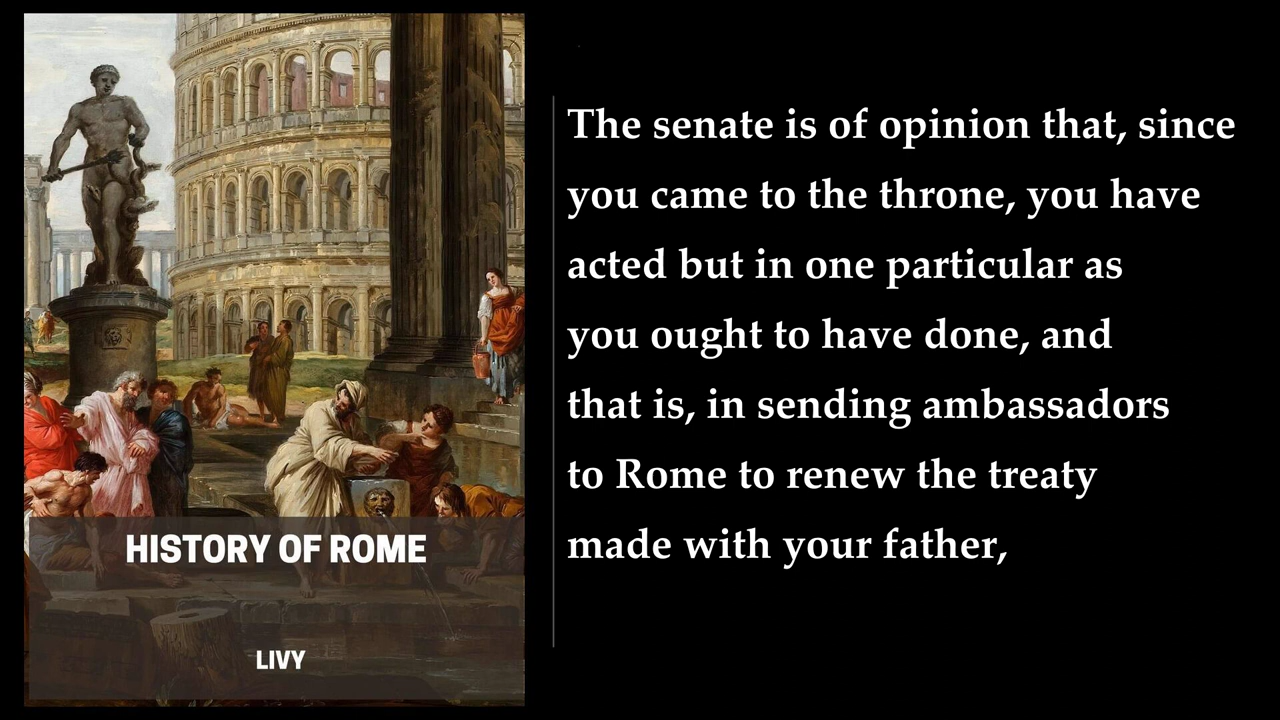 HISTORY OF ROME
LIVY
The senate is of opinion that, since
you came to the throne, you have
acted but in one particular as
you ought to have done, and
that is, in sending ambassadors
to Rome to renew the treaty
made with your father,